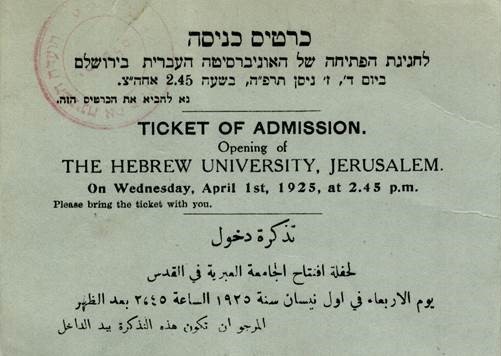 כרטיס כניסה
לחגיגת הפתיחה של האוניברסיטה העברית בירושלם
ביום ד', ז' ניסן תרפ"ה, בשעה 2.45 אחה"צ.
נא להביא את הכרטיס הזה.
TICKET OF ADMISSION.
Opening of
THE HEBREW UNIVERSITY, JERUSALEM.
On Wednesday, April 1st, 1925, at 2.45 p.m.
Please bring the ticket with you.
تذكرة دخول
لحفلة افتتاح الجامعة العبرية في القدس
يوم الاربعاء في اول نيسان سنة ١٩٢٥ الساعة ٢٫٤٥ بعد الظهر
المرجو ان تكون هذه التذكرة بيد الداخل